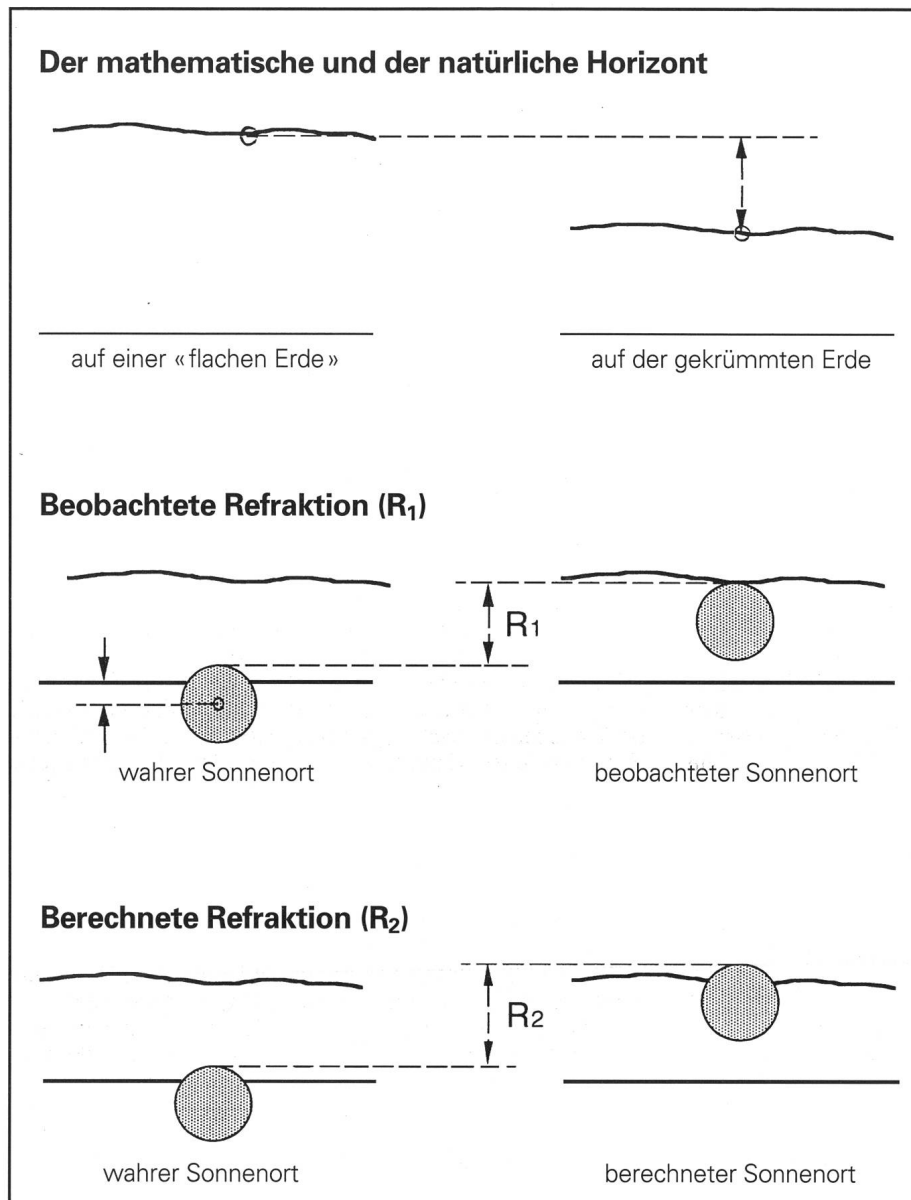 Der mathematische und der natürliche Horizont
auf einer «flachen Erde»
auf der gekrümmten Erde
Beobachtete Refraktion (R₁)
R₁
wahrer Sonnenort
beobachteter Sonnenort
Berechnete Refraktion (R₂)
R₂
wahrer Sonnenort
berechneter Sonnenort